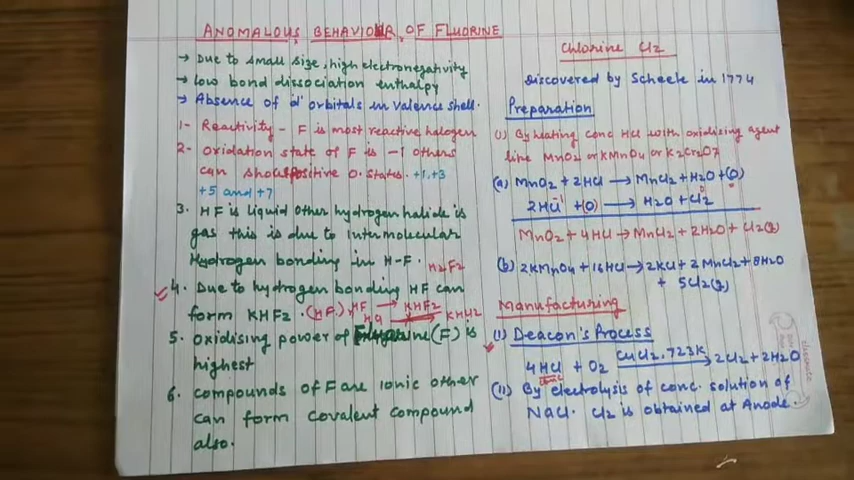 ANOMALOUS BEHAVIOUR OF FLUORINE
→ Due to small size, high electronegativity
→ Low bond dissociation enthalpy
→ Absence of d' orbitals in valence shell.
1- Reactivity - F is most reactive halogen
2- Oxidation state of F is -1 others
can show positive O. States. +1, +3
+5 and +7
3. HF is liquid other hydrogen halide is
gas this is due to Intermolecular
Hydrogen bonding in H-F. H2F2
4. Due to hydrogen bonding HF can
form KHF2. (HF)2 HF → KHF2
KHCl2
5. Oxidising power of Fluorine (F) is
highest
6. Compounds of F are ionic other
can form covalent compound
also.
Chlorine Cl2
Discovered by Scheele in 1774
Preparation
(1) By heating conc HCl with oxidising agent
like MnO2 or KMnO4 or K2Cr2O7
(a) MnO2 + 2HCl → MnCl2 + H2O + (O)
2HCl + (O) → H2O + Cl2
MnO2 + 4HCl → MnCl2 + 2H2O + Cl2(g)
(b) 2KMnO4 + 16HCl → 2KCl + 2MnCl2 + 8H2O
+ 5Cl2(g)
Manufacturing
(i) Deacon's Process
4HCl + O2 CuCl2, 723K → 2Cl2 + 2H2O
(ii) By electrolysis of conc. solution of
NaCl. Cl2 is obtained at Anode.